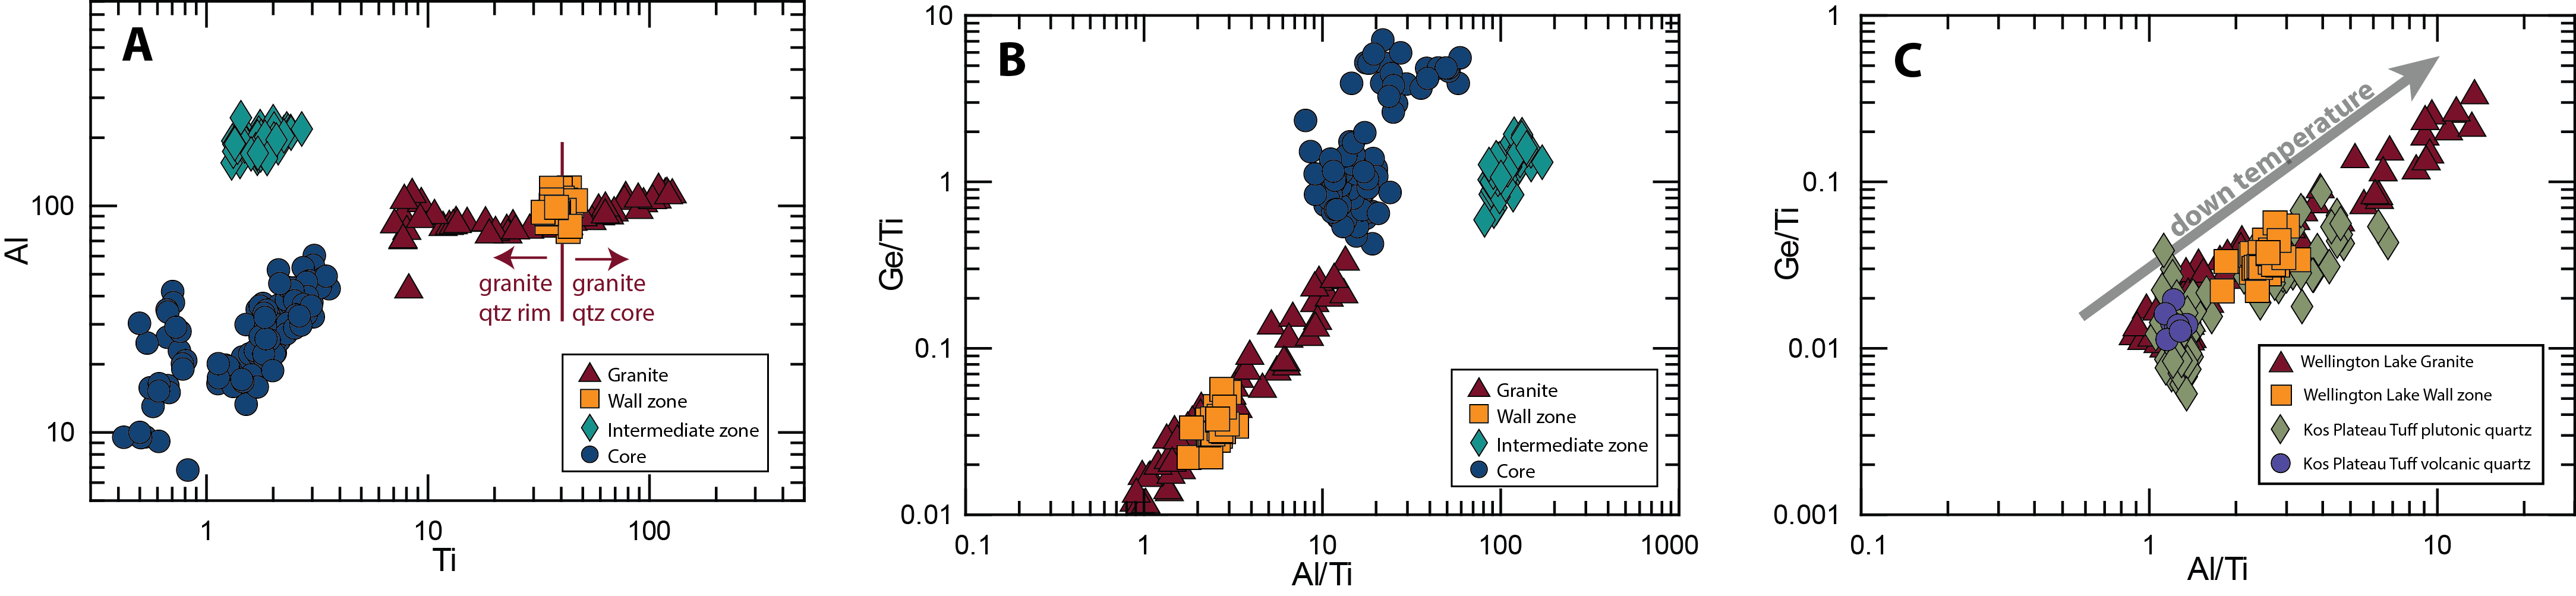 A
Al
100
10
1
10
100
Ti
granite
qtz rim
granite
qtz core
Granite
Wall zone
Intermediate zone
Core
B
Ge/Ti
10
1
0.1
0.01
0.1
1
10
100
1000
Al/Ti
Granite
Wall zone
Intermediate zone
Core
C
Ge/Ti
1
0.1
0.01
0.001
0.1
1
10
Al/Ti
down temperature
Wellington Lake Granite
Wellington Lake Wall zone
Kos Plateau Tuff plutonic quartz
Kos Plateau Tuff volcanic quartz